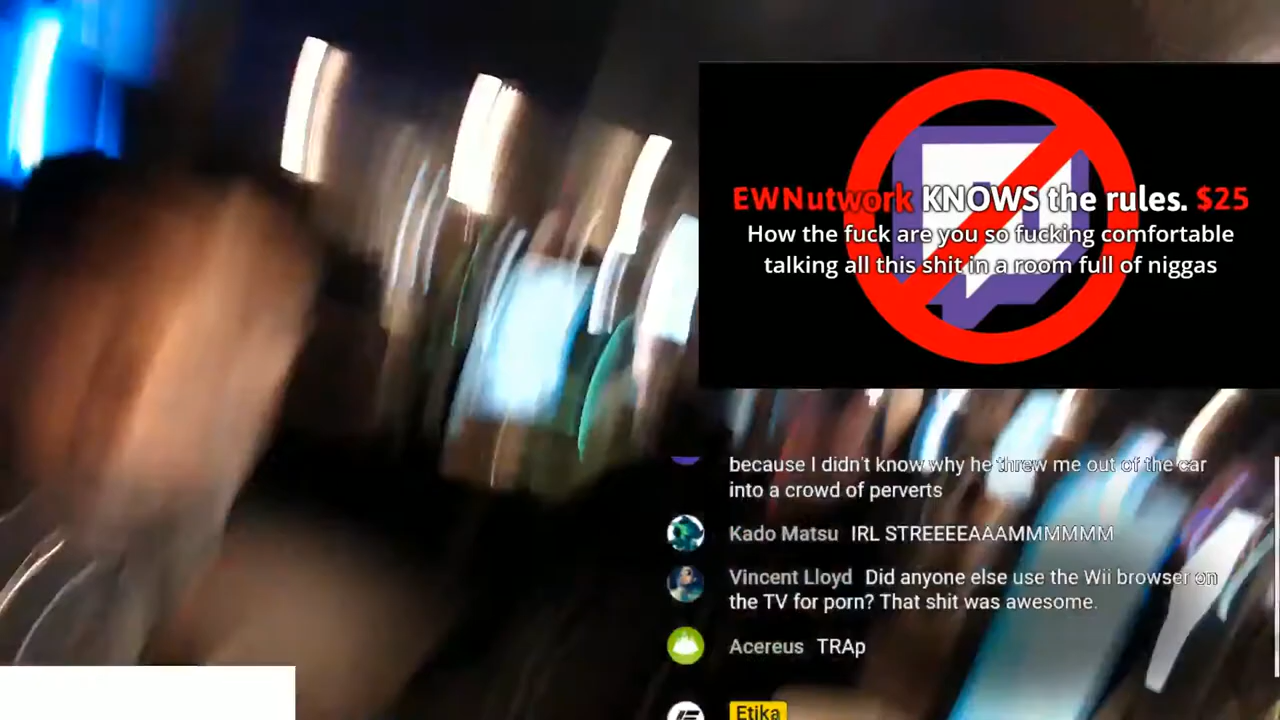 EWNutwork KNOWS the rules. $25
How the fuck are you so fucking comfortable
talking all this shit in a room full of niggas
because I didn't know why he threw me out of the car
into a crowd of perverts
Kado Matsu IRL STREEEEAAAMMMMMM
Vincent Lloyd Did anyone else use the Wii browser on
the TV for porn? That shit was awesome.
Acereus TRAp
Etika